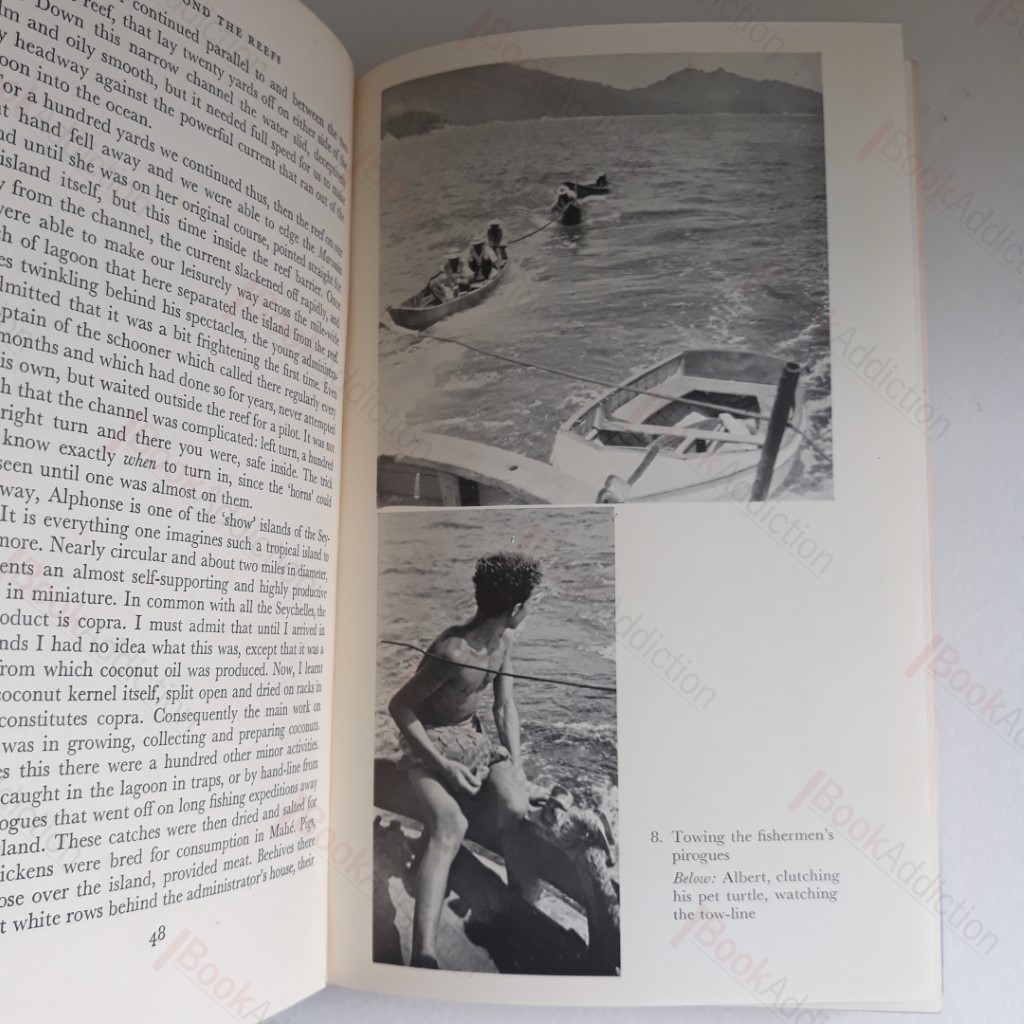 OND THE REEFS
continued parallel to and between the two
reef, that lay twenty yards off on either side of the
Down this narrow channel the water slid, deceptively
lm and oily smooth, but it needed full speed for us to make
y headway against the powerful current that ran out of the
oon into the ocean.
For a hundred yards we continued thus, then the reef on our
t hand fell away and we were able to edge the
nd until she was on her original course, pointed straight for
island itself, but this time inside the reef barrier. Once
y from the channel, the current slackened off rapidly, and
were able to make our leisurely way across the mile-wide
h of lagoon that here separated the island from the reef.
es twinkling behind his spectacles, the young administra-
dmitted that it was a bit frightening the first time. Even
ptain of the schooner which called there regularly every
months and which had done so for years, never attempted
is own, but waited outside the reef for a pilot. It was not
h that the channel was complicated: left turn, a hundred
right turn and there you were, safe inside. The trick
know exactly when to turn in, since the 'horns' could
seen until one was almost on them.
way, Alphonse is one of the 'show' islands of the Sey-
It is everything one imagines such a tropical island to
more. Nearly circular and about two miles in diameter,
ents an almost self-supporting and highly productive
in miniature. In common with all the Seychelles, the
oduct is copra. I must admit that until I arrived in
nds I had no idea what this was, except that it was a
from which coconut oil was produced. Now, I learnt
coconut kernel itself, split open and dried on racks in
constitutes copra. Consequently the main work on
was in growing, collecting and preparing coconuts.
es this there were a hundred other minor activities.
caught in the lagoon in traps, or by hand-line from
ogues that went off on long fishing expeditions away
land. These catches were then dried and salted for
ickens were bred for consumption in Mahé. Pigs,
ose over the island, provided meat. Beehives there
t white rows behind the administrator's house, their
48
8. Towing the fishermen's
pirogues
Below: Albert, clutching
his pet turtle, watching
the tow-line
BookAddiction